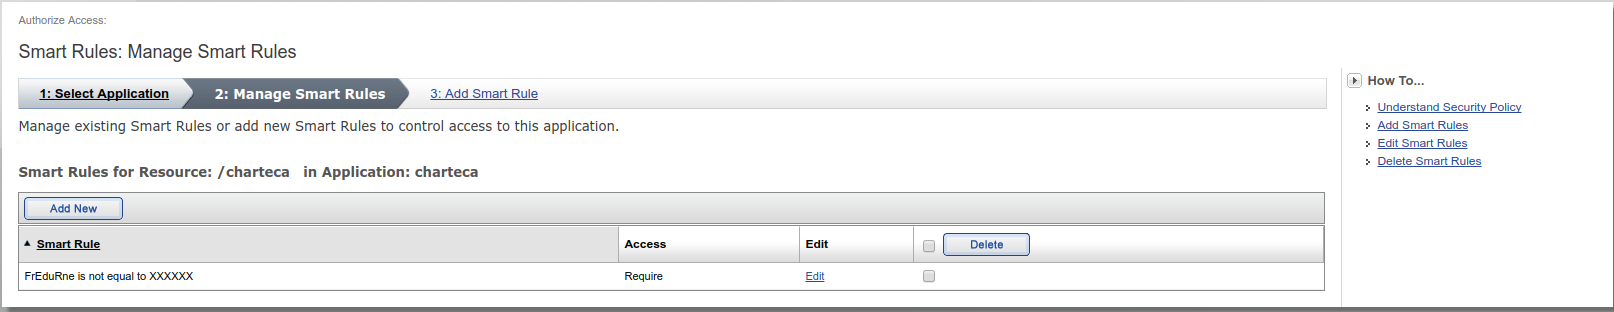 Authorize Access:
Smart Rules: Manage Smart Rules
1: Select Application 2: Manage Smart Rules 3: Add Smart Rule
Manage existing Smart Rules or add new Smart Rules to control access to this application.
Smart Rules for Resource: /charteca in Application: charteca
Add New
Smart Rule Access Edit Delete
FrEduRne is not equal to XXXXXX Require Edit
How To...
Understand Security Policy
Add Smart Rules
Edit Smart Rules
Delete Smart Rules